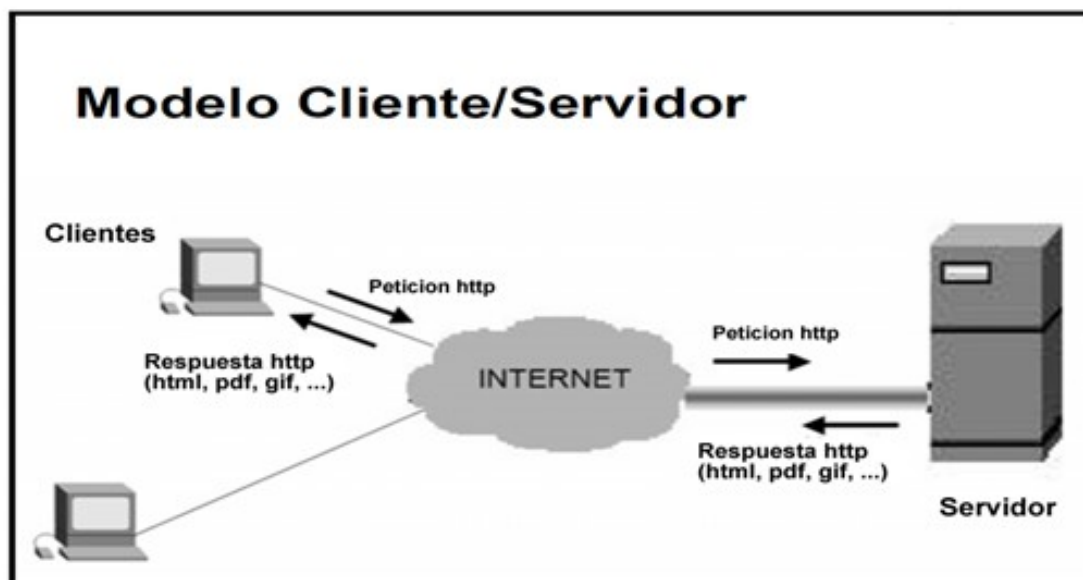 Modelo Cliente/Servidor
Clientes
Peticion http
Respuesta http
(html, pdf, gif, ...)
INTERNET
Peticion http
Respuesta http
(html, pdf, gif, ...)
Servidor